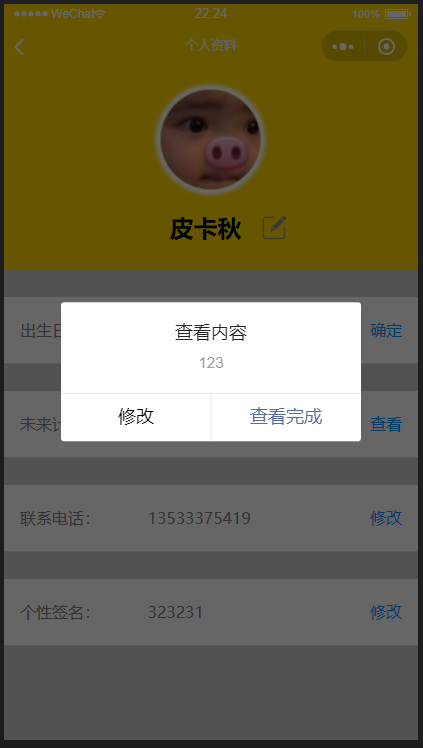 WeChat 22:24 100%
个人资料
皮卡秋
出生日 确定
查看内容
123
修改 查看完成
未来计 查看
联系电话： 13533375419 修改
个性签名： 323231 修改